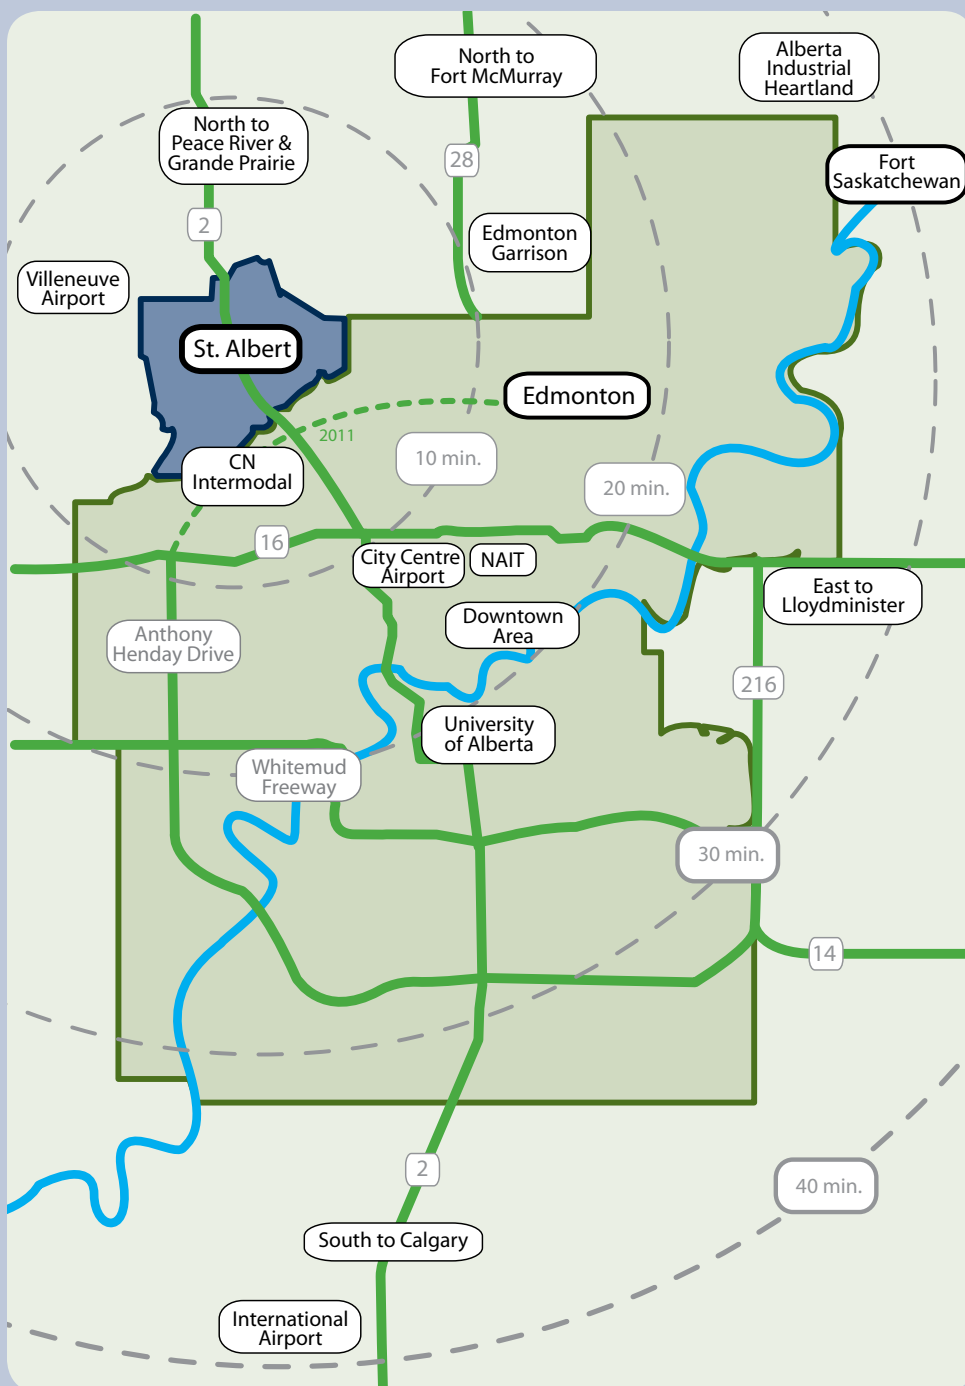 North to
Fort McMurray
Alberta
Industrial
Heartland
North to
Peace River &
Grande Prairie
28
Fort
Saskatchewan
2
Edmonton
Garrison
Villeneuve
Airport
St. Albert
Edmonton
2011
10 min.
CN
Intermodal
20 min.
16
City Centre
Airport
NAIT
East to
Lloydminister
Downtown
Area
Anthony
Henday Drive
216
University
of Alberta
Whitemud
Freeway
30 min.
14
2
40 min.
South to Calgary
International
Airport